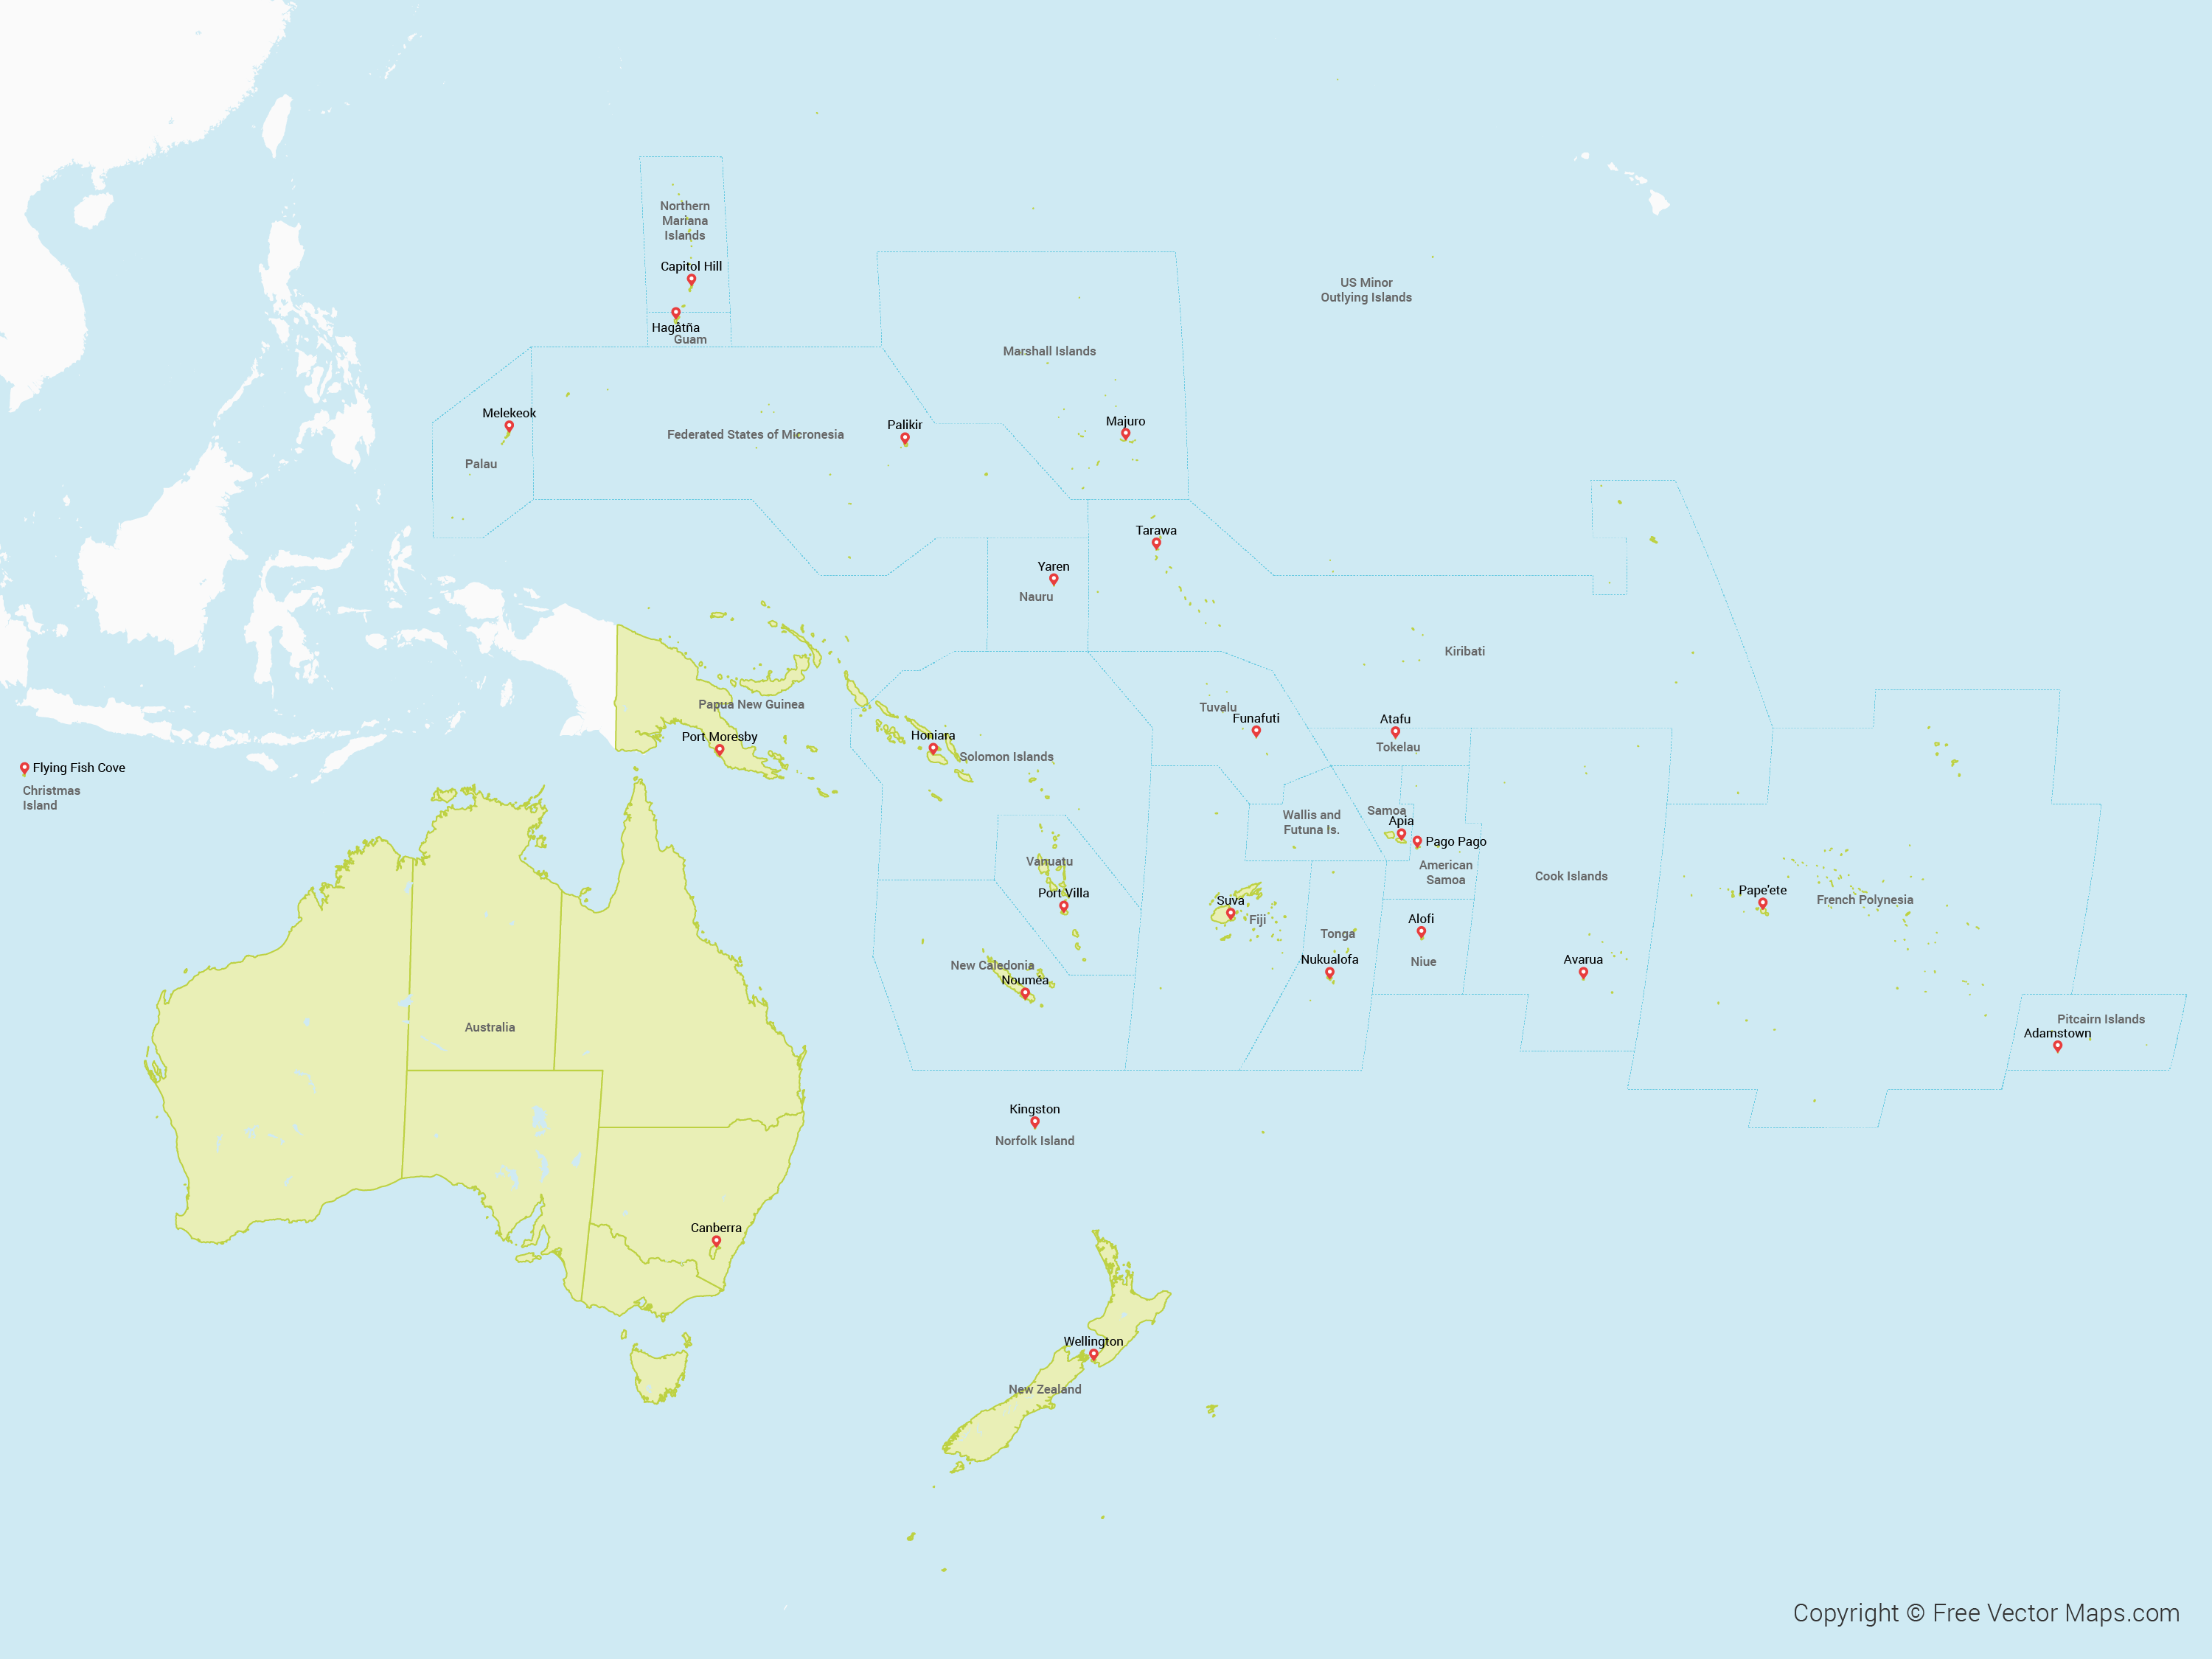 Northern
Mariana
Islands
Capitol Hill
Hagåtña
Guam
US Minor
Outlying Islands
Marshall Islands
Melekeok
Palikir
Majuro
Federated States of Micronesia
Palau
Tarawa
Yaren
Nauru
Kiribati
Papua New Guinea
Tuvalu
Funafuti
Atafu
Port Moresby
Honiara
Tokelau
Solomon Islands
Flying Fish Cove
Christmas
Island
Samoa
Wallis and
Futuna Is.
Apia
Pago Pago
Vanuatu
American
Samoa
Cook Islands
Port Villa
Pape'ete
Suva
French Polynesia
Fiji
Alofi
Tonga
Nukualofa
Niue
Avarua
New Caledonia
Nouméa
Australia
Pitcairn Islands
Adamstown
Kingston
Norfolk Island
Canberra
Wellington
New Zealand
Copyright © Free Vector Maps.com